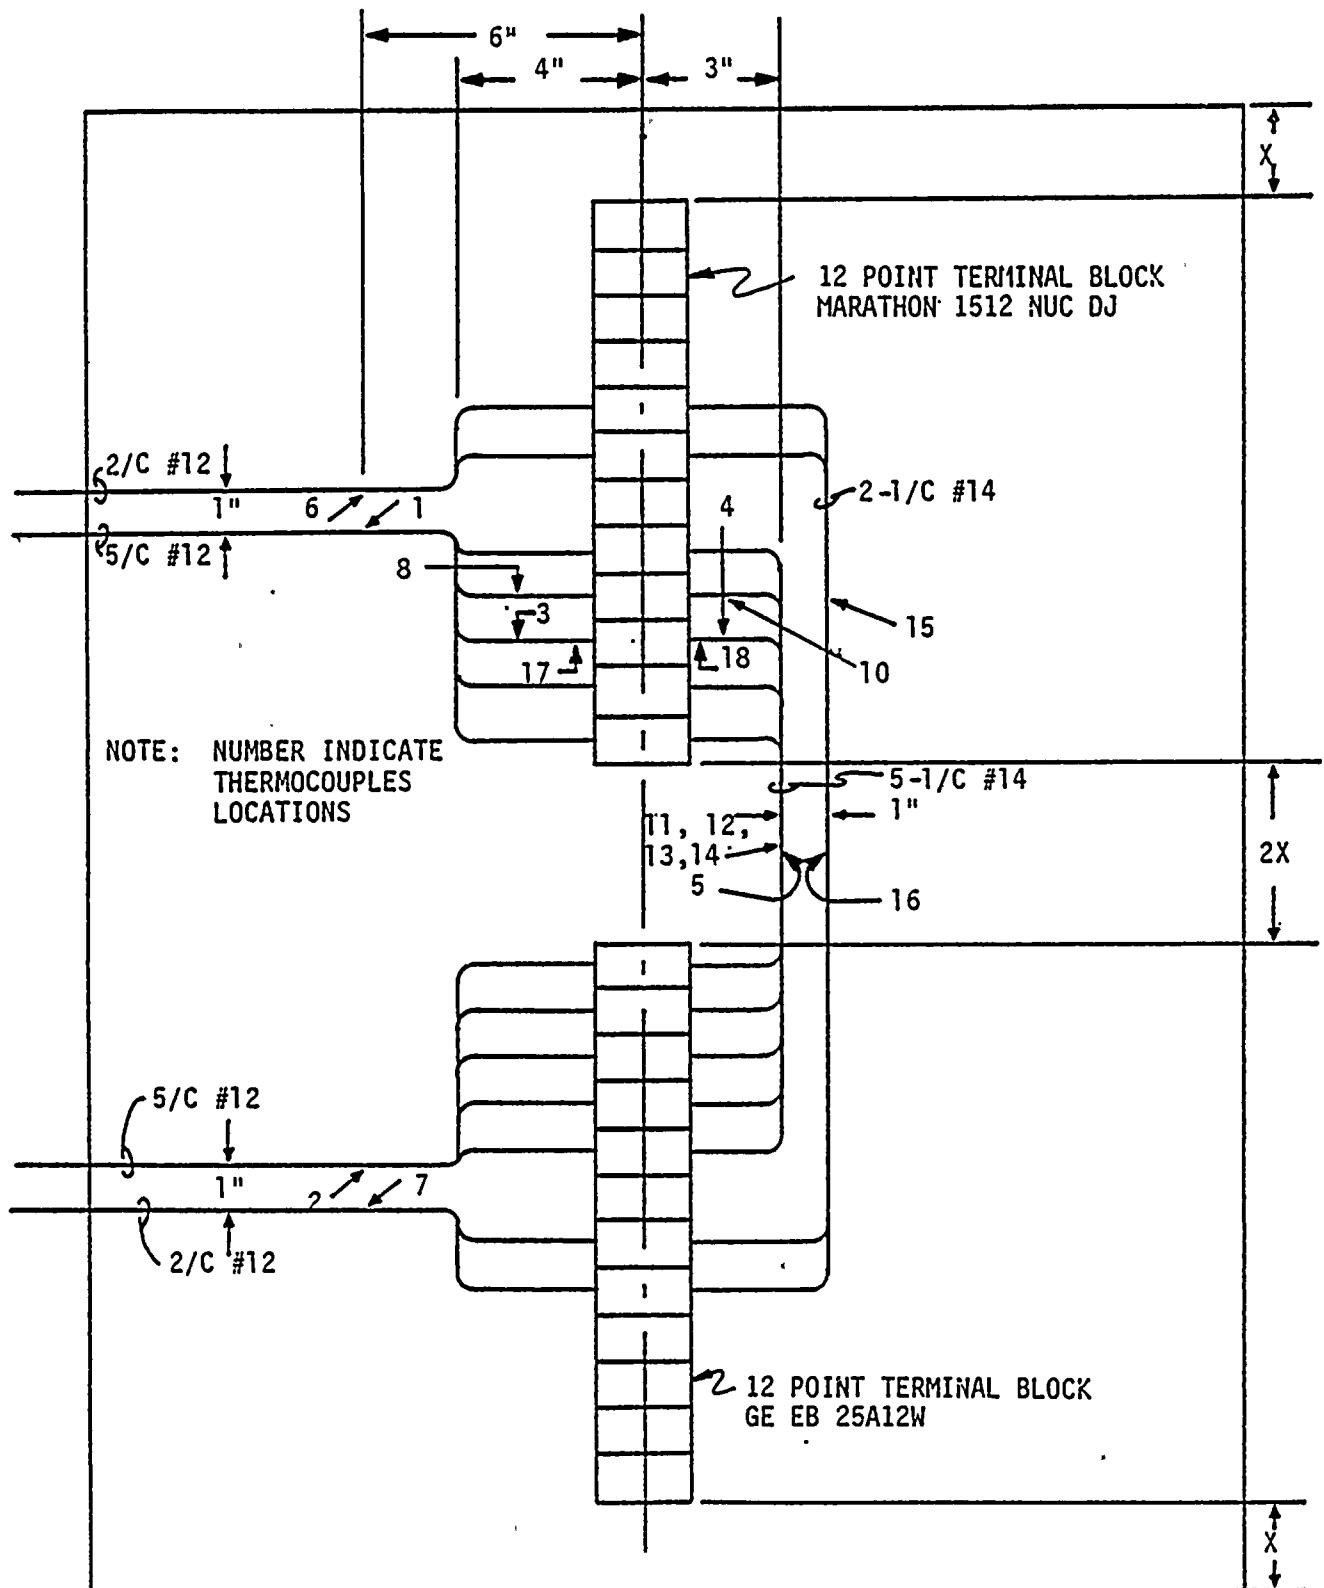 6"
4"
3"
X
12 POINT TERMINAL BLOCK
MARATHON 1512 NUC DJ
2/C #12
1"
6
1
4
2-1/C #14
5/C #12
8
3
15
17
18
10
NOTE: NUMBER INDICATE
THERMOCOUPLES
LOCATIONS
5-1/C #14
1"
11, 12,
13,14
5
16
2X
5/C #12
1"
2
7
2/C #12
12 POINT TERMINAL BLOCK
GE EB 25A12W
X